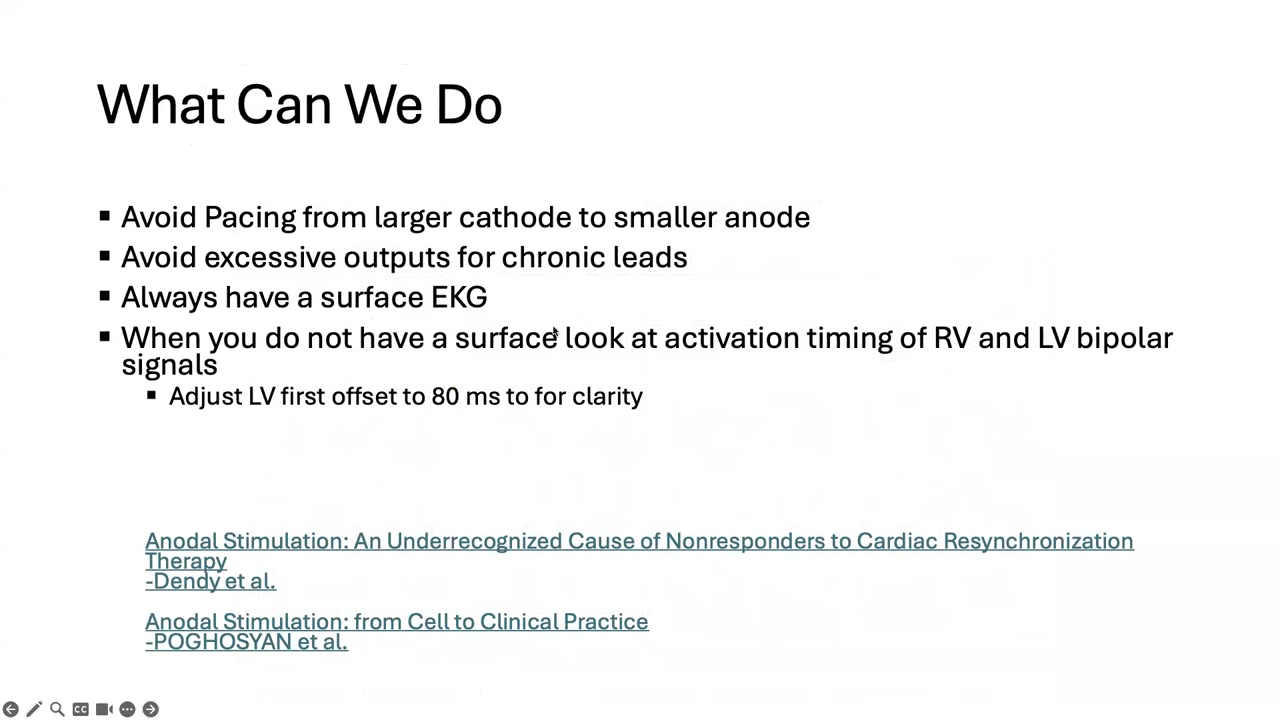 What Can We Do
▪ Avoid Pacing from larger cathode to smaller anode
▪ Avoid excessive outputs for chronic leads
▪ Always have a surface EKG
▪ When you do not have a surface look at activation timing of RV and LV bipolar
signals
▪ Adjust LV first offset to 80 ms to for clarity
Anodal Stimulation: An Underrecognized Cause of Nonresponders to Cardiac Resynchronization
Therapy
-Dendy et al.
Anodal Stimulation: from Cell to Clinical Practice
-POGHOSYAN et al.
CC